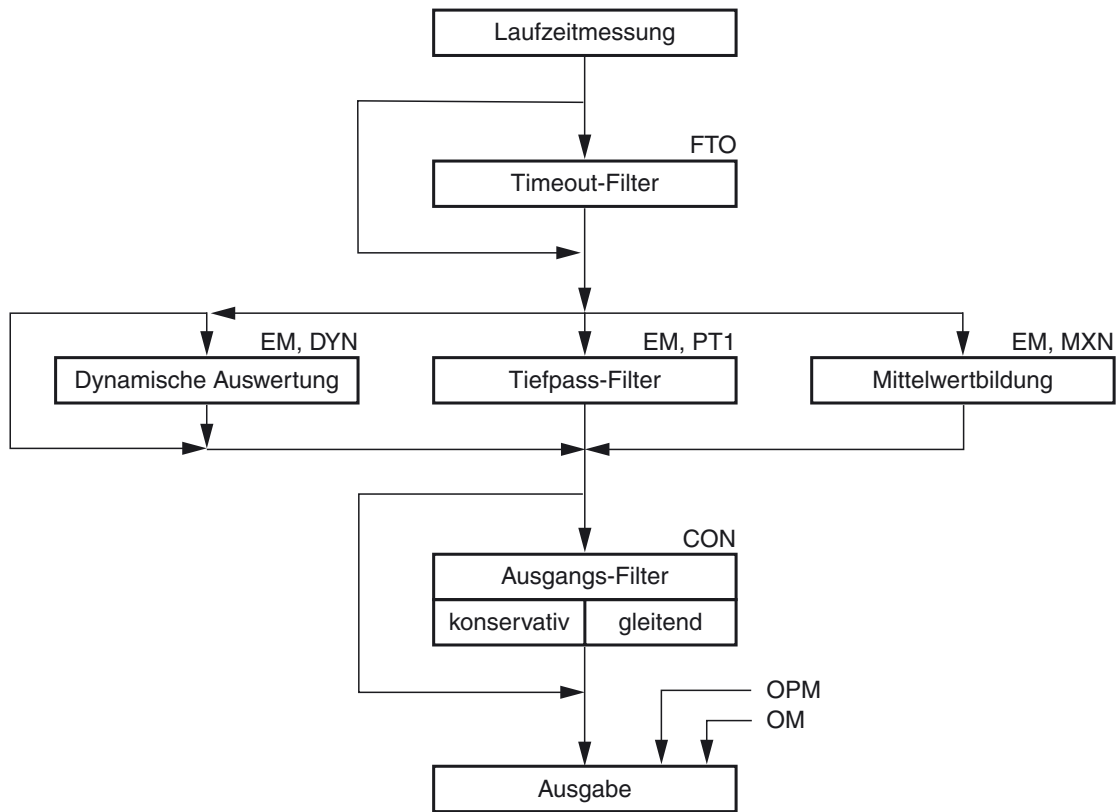 Laufzeitmessung
FTO
Timeout-Filter
EM, DYN
Dynamische Auswertung
EM, PT1
Tiefpass-Filter
EM, MXN
Mittelwertbildung
CON
Ausgangs-Filter
konservativ
gleitend
OPM
OM
Ausgabe